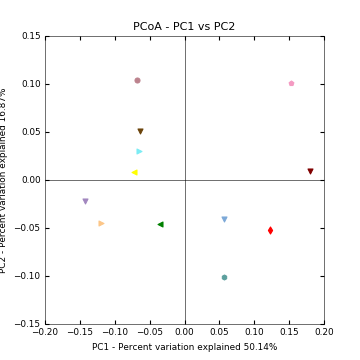 PCoA - PC1 vs PC2
0.15
0.10
0.05
0.00
−0.05
−0.10
−0.15
PC2 - Percent variation explained 16.87%
−0.20 −0.15 −0.10 −0.05 0.00 0.05 0.10 0.15 0.20
PC1 - Percent variation explained 50.14%